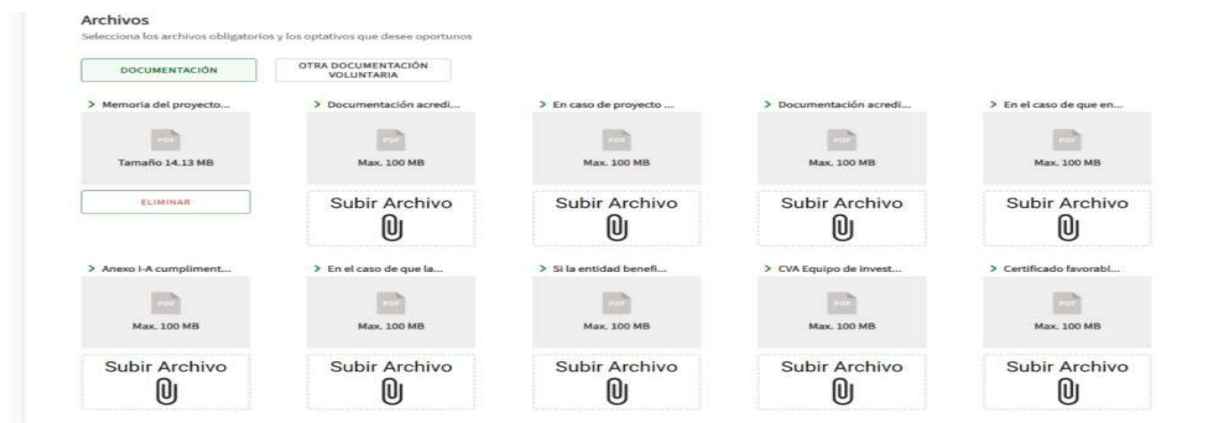 Archivos
Selecciona los archivos obligatorios y los optativos que desee oportunos
DOCUMENTACIÓN
OTRA DOCUMENTACIÓN
VOLUNTARIA
> Memoria del proyecto...
> Documentación acredi...
> En caso de proyecto ...
> Documentación acredi...
> En el caso de que en...
PDF
PDF
PDF
PDF
PDF
Tamaño 14.13 MB
Max. 100 MB
Max. 100 MB
Max. 100 MB
Max. 100 MB
ELIMINAR
Subir Archivo
Subir Archivo
Subir Archivo
Subir Archivo
> Anexo I-A cumpliment...
> En el caso de que la...
> Si la entidad benefi...
> CVA Equipo de invest...
> Certificado favorabl...
PDF
PDF
PDF
PDF
PDF
Max. 100 MB
Max. 100 MB
Max. 100 MB
Max. 100 MB
Max. 100 MB
Subir Archivo
Subir Archivo
Subir Archivo
Subir Archivo
Subir Archivo